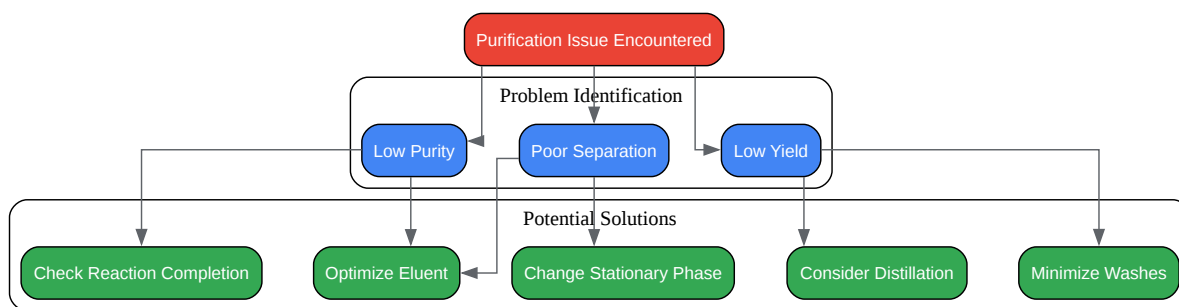 Purification Issue Encountered
Problem Identification
Low Purity
Poor Separation
Low Yield
Potential Solutions
Check Reaction Completion
Optimize Eluent
Change Stationary Phase
Consider Distillation
Minimize Washes